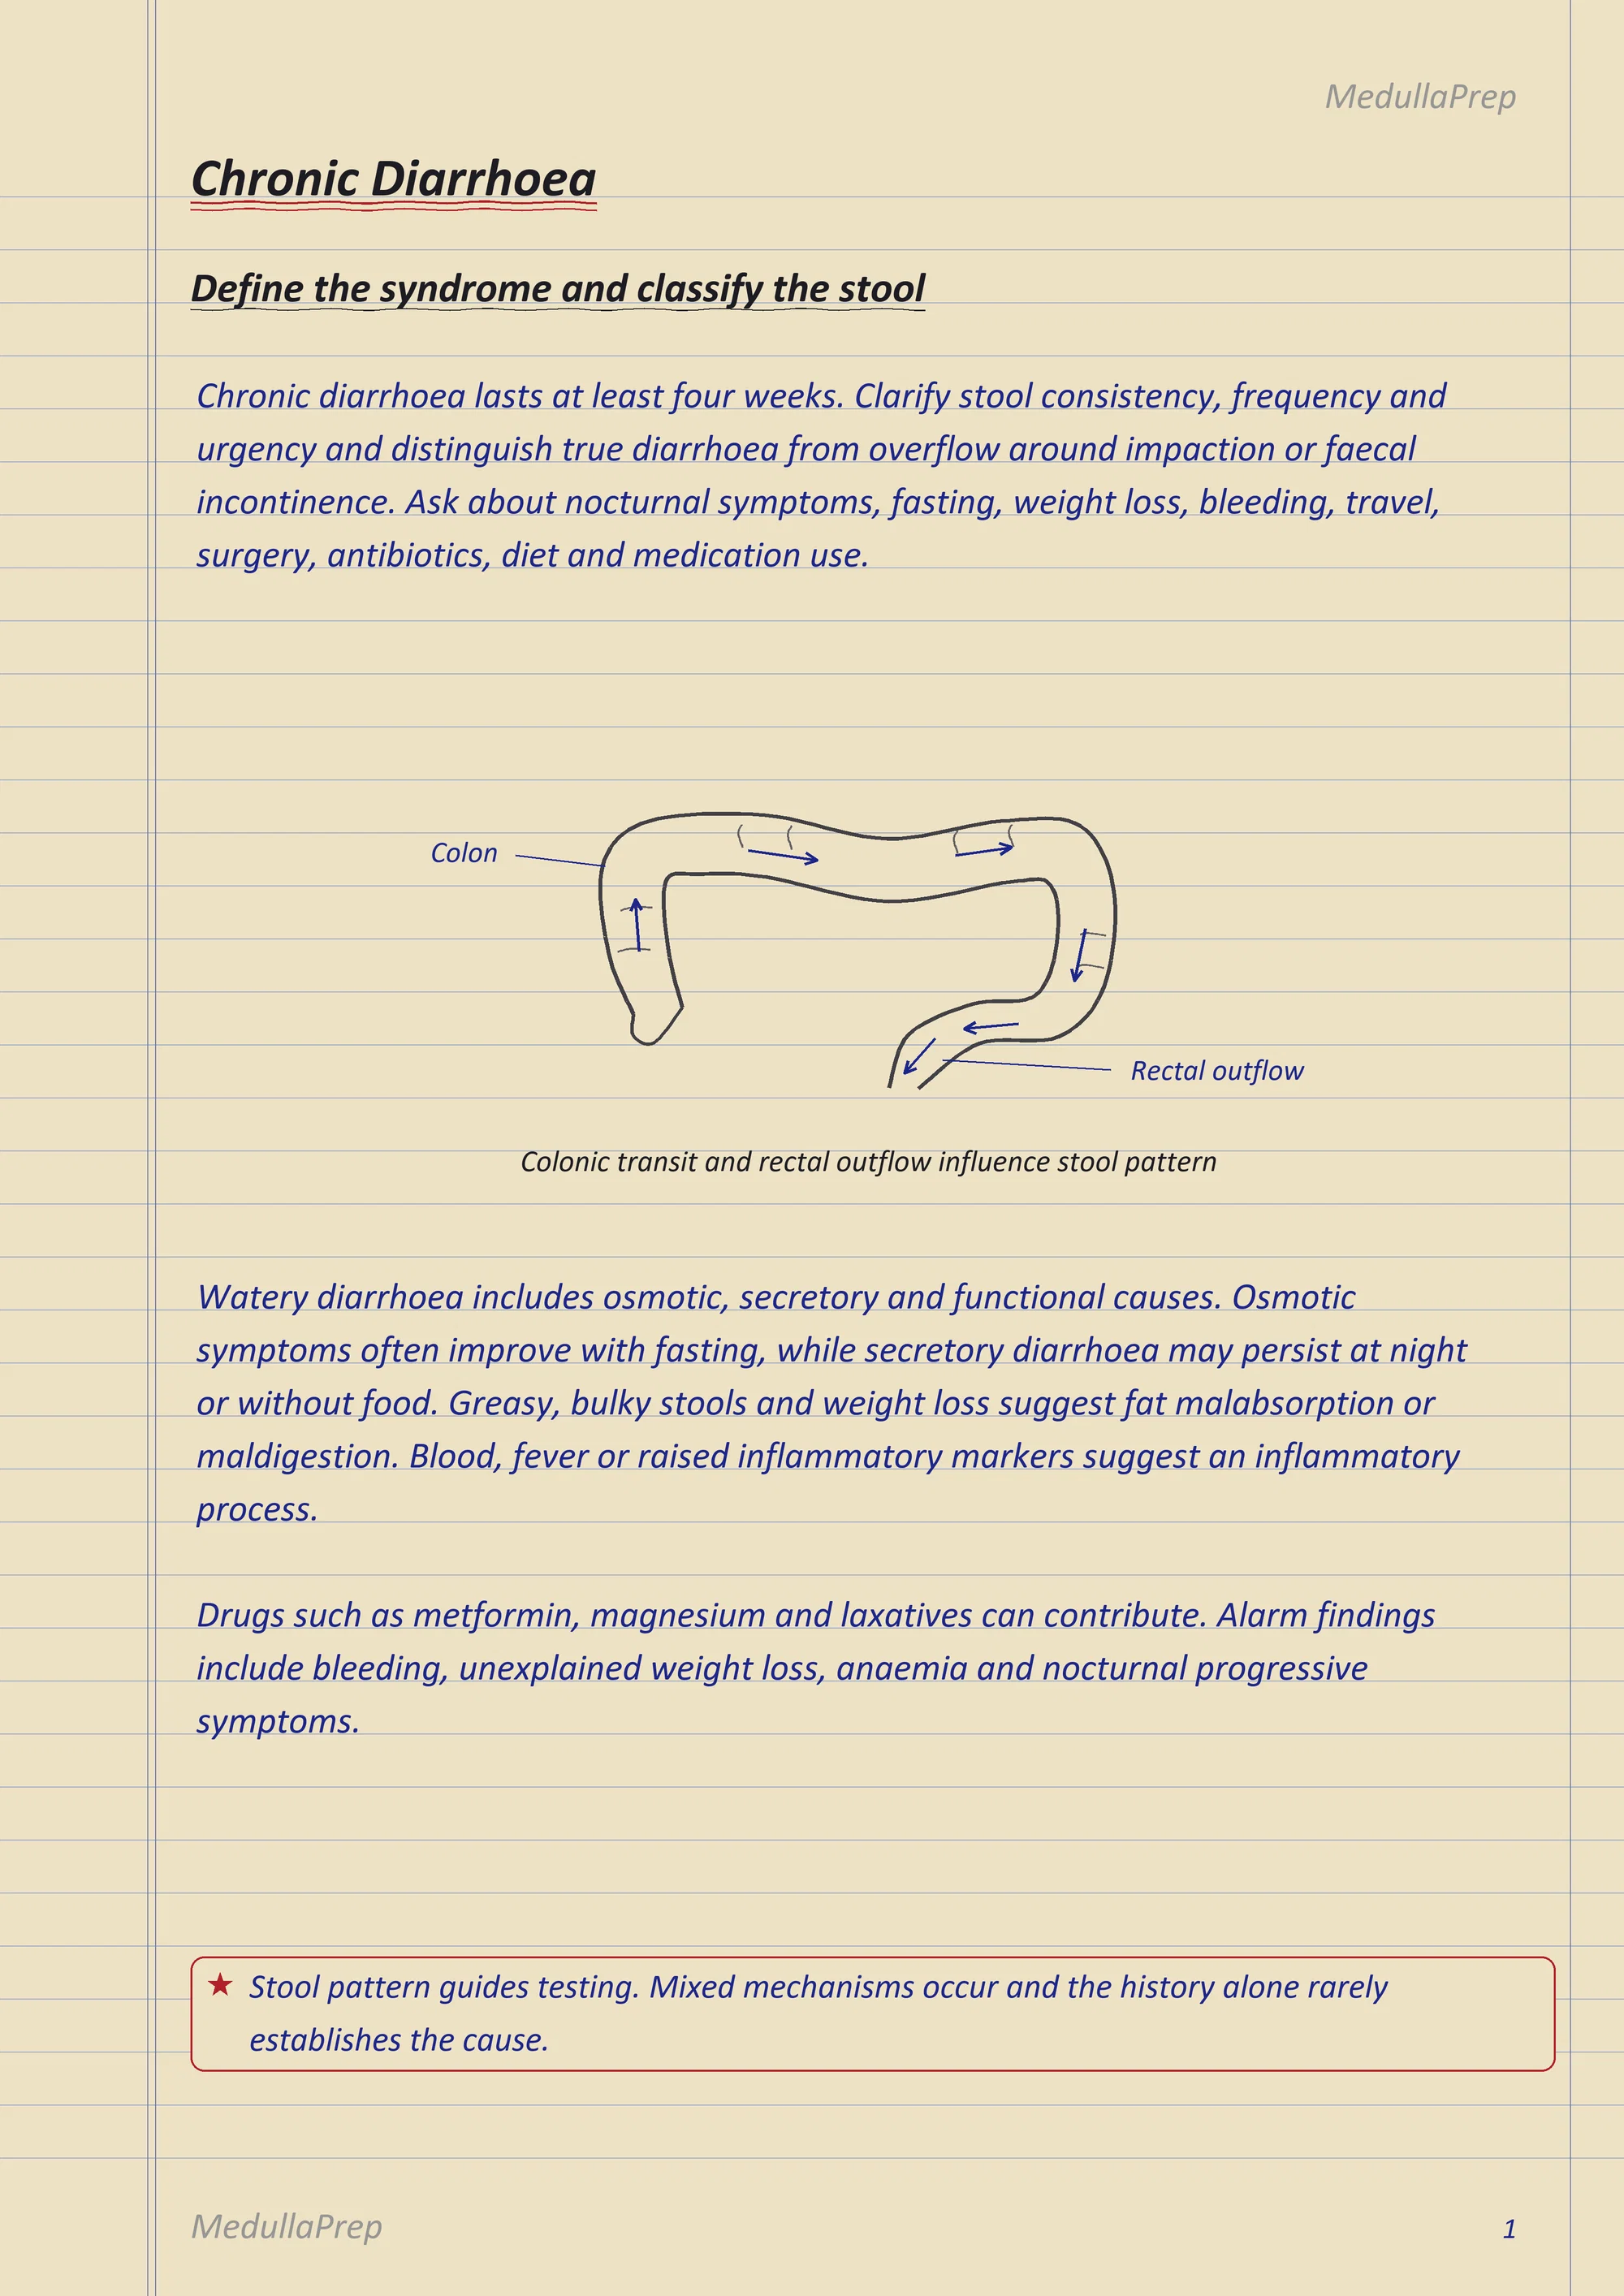 MedullaPrep
Chronic Diarrhoea
Define the syndrome and classify the stool
Chronic diarrhoea lasts at least four weeks. Clarify stool consistency, frequency and
urgency and distinguish true diarrhoea from overflow around impaction or faecal
incontinence. Ask about nocturnal symptoms, fasting, weight loss, bleeding, travel,
surgery, antibiotics, diet and medication use.
Colon
Rectal outflow
Colonic transit and rectal outflow influence stool pattern
Watery diarrhoea includes osmotic, secretory and functional causes. Osmotic
symptoms often improve with fasting, while secretory diarrhoea may persist at night
or without food. Greasy, bulky stools and weight loss suggest fat malabsorption or
maldigestion. Blood, fever or raised inflammatory markers suggest an inflammatory
process.
Drugs such as metformin, magnesium and laxatives can contribute. Alarm findings
include bleeding, unexplained weight loss, anaemia and nocturnal progressive
symptoms.
★ Stool pattern guides testing. Mixed mechanisms occur and the history alone rarely
establishes the cause.
MedullaPrep
1